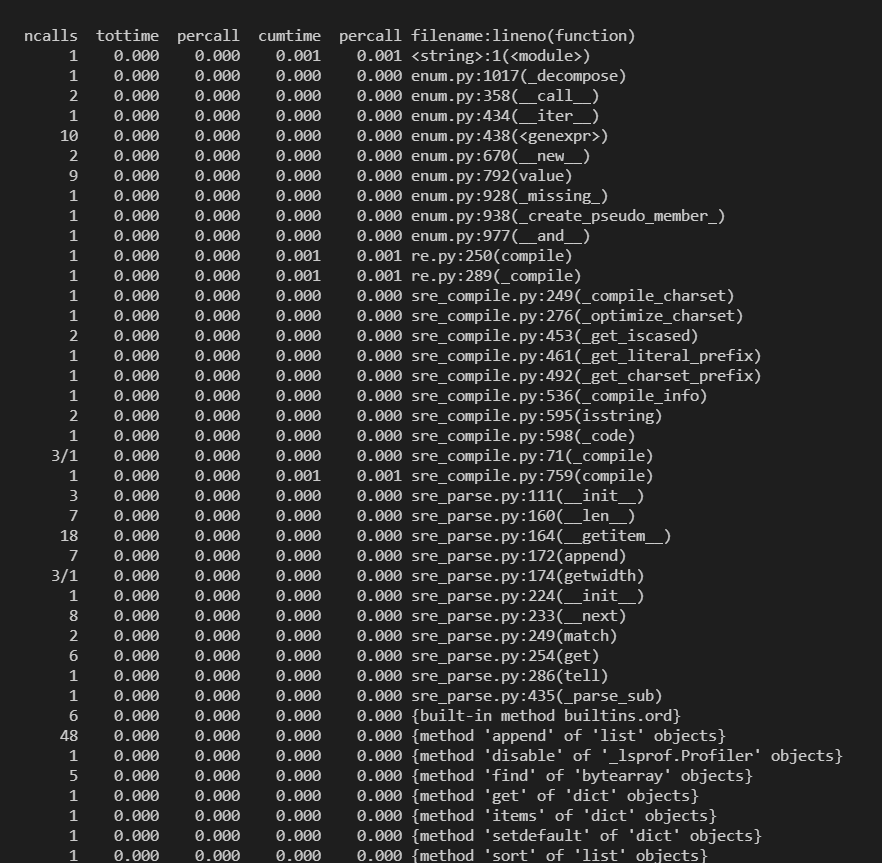 ncalls  tottime  percall  cumtime  percall filename:lineno(function)
     1    0.000    0.000    0.001    0.001 <string>:1(<module>)
     1    0.000    0.000    0.000    0.000 enum.py:1017(_decompose)
     2    0.000    0.000    0.000    0.000 enum.py:358(__call__)
     1    0.000    0.000    0.000    0.000 enum.py:434(__iter__)
    10    0.000    0.000    0.000    0.000 enum.py:438(<genexpr>)
     2    0.000    0.000    0.000    0.000 enum.py:670(__new__)
     9    0.000    0.000    0.000    0.000 enum.py:792(value)
     1    0.000    0.000    0.000    0.000 enum.py:928(_missing_)
     1    0.000    0.000    0.000    0.000 enum.py:938(_create_pseudo_member_)
     1    0.000    0.000    0.000    0.000 enum.py:977(__and__)
     1    0.000    0.000    0.001    0.001 re.py:250(compile)
     1    0.000    0.000    0.001    0.001 re.py:289(_compile)
     1    0.000    0.000    0.000    0.000 sre_compile.py:249(_compile_charset)
     1    0.000    0.000    0.000    0.000 sre_compile.py:276(_optimize_charset)
     2    0.000    0.000    0.000    0.000 sre_compile.py:453(_get_iscased)
     1    0.000    0.000    0.000    0.000 sre_compile.py:461(_get_literal_prefix)
     1    0.000    0.000    0.000    0.000 sre_compile.py:492(_get_charset_prefix)
     1    0.000    0.000    0.000    0.000 sre_compile.py:536(_compile_info)
     2    0.000    0.000    0.000    0.000 sre_compile.py:595(isstring)
     1    0.000    0.000    0.000    0.000 sre_compile.py:598(_code)
   3/1    0.000    0.000    0.000    0.000 sre_compile.py:71(_compile)
     1    0.000    0.000    0.001    0.001 sre_compile.py:759(compile)
     3    0.000    0.000    0.000    0.000 sre_parse.py:111(__init__)
     7    0.000    0.000    0.000    0.000 sre_parse.py:160(__len__)
    18    0.000    0.000    0.000    0.000 sre_parse.py:164(__getitem__)
     7    0.000    0.000    0.000    0.000 sre_parse.py:172(append)
   3/1    0.000    0.000    0.000    0.000 sre_parse.py:174(getwidth)
     1    0.000    0.000    0.000    0.000 sre_parse.py:224(__init__)
     8    0.000    0.000    0.000    0.000 sre_parse.py:233(__next)
     2    0.000    0.000    0.000    0.000 sre_parse.py:249(match)
     6    0.000    0.000    0.000    0.000 sre_parse.py:254(get)
     1    0.000    0.000    0.000    0.000 sre_parse.py:286(tell)
     1    0.000    0.000    0.000    0.000 sre_parse.py:435(_parse_sub)
     6    0.000    0.000    0.000    0.000 {built-in method builtins.ord}
    48    0.000    0.000    0.000    0.000 {method 'append' of 'list' objects}
     1    0.000    0.000    0.000    0.000 {method 'disable' of '_lsprof.Profiler' objects}
     5    0.000    0.000    0.000    0.000 {method 'find' of 'bytearray' objects}
     1    0.000    0.000    0.000    0.000 {method 'get' of 'dict' objects}
     1    0.000    0.000    0.000    0.000 {method 'items' of 'dict' objects}
     1    0.000    0.000    0.000    0.000 {method 'setdefault' of 'dict' objects}
     1    0.000    0.000    0.000    0.000 {method 'sort' of 'list' objects}